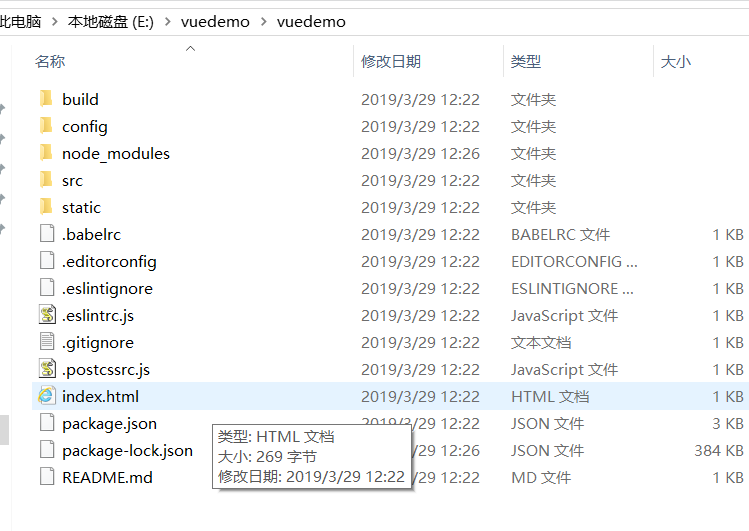 此电脑 > 本地磁盘 (E:) > vuedemo > vuedemo
名称 修改日期 类型 大小
build 2019/3/29 12:22 文件夹
config 2019/3/29 12:22 文件夹
node_modules 2019/3/29 12:26 文件夹
src 2019/3/29 12:22 文件夹
static 2019/3/29 12:22 文件夹
.babelrc 2019/3/29 12:22 BABELRC 文件 1 KB
.editorconfig 2019/3/29 12:22 EDITORCONFIG ... 1 KB
.eslintignore 2019/3/29 12:22 ESLINTIGNORE ... 1 KB
.eslintrc.js 2019/3/29 12:22 JavaScript 文件 1 KB
.gitignore 2019/3/29 12:22 文本文档 1 KB
.postcssrc.js 2019/3/29 12:22 JavaScript 文件 1 KB
index.html 2019/3/29 12:22 HTML 文档 1 KB
package.json 2019/3/29 12:22 JSON 文件 3 KB
package-lock.json /3/29 12:26 JSON 文件 384 KB
README.md /3/29 12:22 MD 文件 1 KB
类型: HTML 文档
大小: 269 字节
修改日期: 2019/3/29 12:22